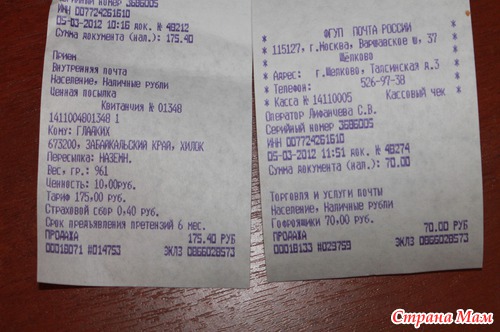 Серийный номер 3686005
ИНН 007724261610
05-03-2012 10:16 док. № 48212
Сумма документа (нал.): 175.40
Прием
Внутренняя почта
Население, Наличные рубли
Ценная посылка
Квитанция № 01348
1411004801348 1
Кому: ГЛАДКИХ
673200, ЗАБАЙКАЛЬСКИЙ КРАЙ, ХИЛОК
Пересылка: НАЗЕМН.
Вес, гр.: 961
Ценность: 10,00руб.
Тариф 175,00 руб.
Страховой сбор 0,40 руб.
Срок предъявления претензий 6 мес.
ПРОДАЖА 175.40 РУБ
00018071 #014753 ЭКЛЗ 0866028573
ФГУП ПОЧТА РОССИИ
* 115127, г.Москва, Варшавское ш, 37 *
* Щелково *
* Адрес: г.Щелково, Талсинская д.3 *
* Телефон: 526-97-38 *
* Касса № 14110005 Кассовый чек *
Оператор Лифанчева С.В.
Серийный номер 3686005
ИНН 007724261610
05-03-2012 11:51 док. № 48274
Сумма документа (нал.): 70.00
Торговля и услуги почты
Население, Наличные рубли
Гофроящики 70,00 руб.
ПРОДАЖА 70.00 РУБ
00018133 #029759 ЭКЛЗ 0866028573
Страна Мам